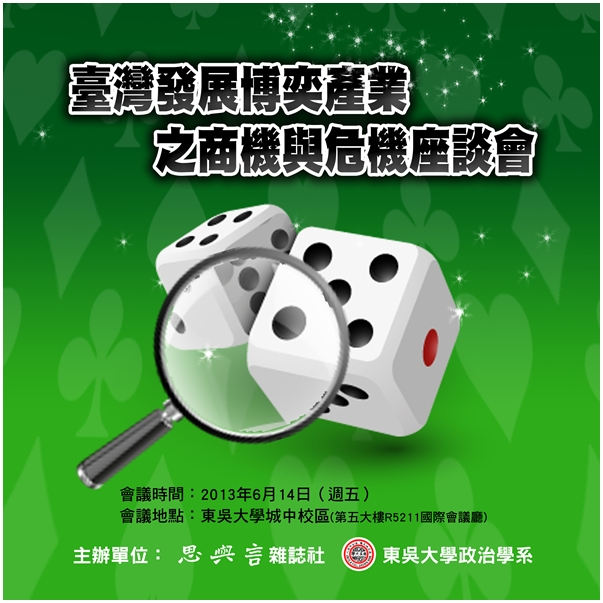 臺灣發展博奕產業
之商機與危機座談會
會議時間：2013年6月14日（週五）
會議地點：東吳大學城中校區(第五大樓R5211國際會議廳)
主辦單位： 思與言雜誌社 東吳大學政治學系